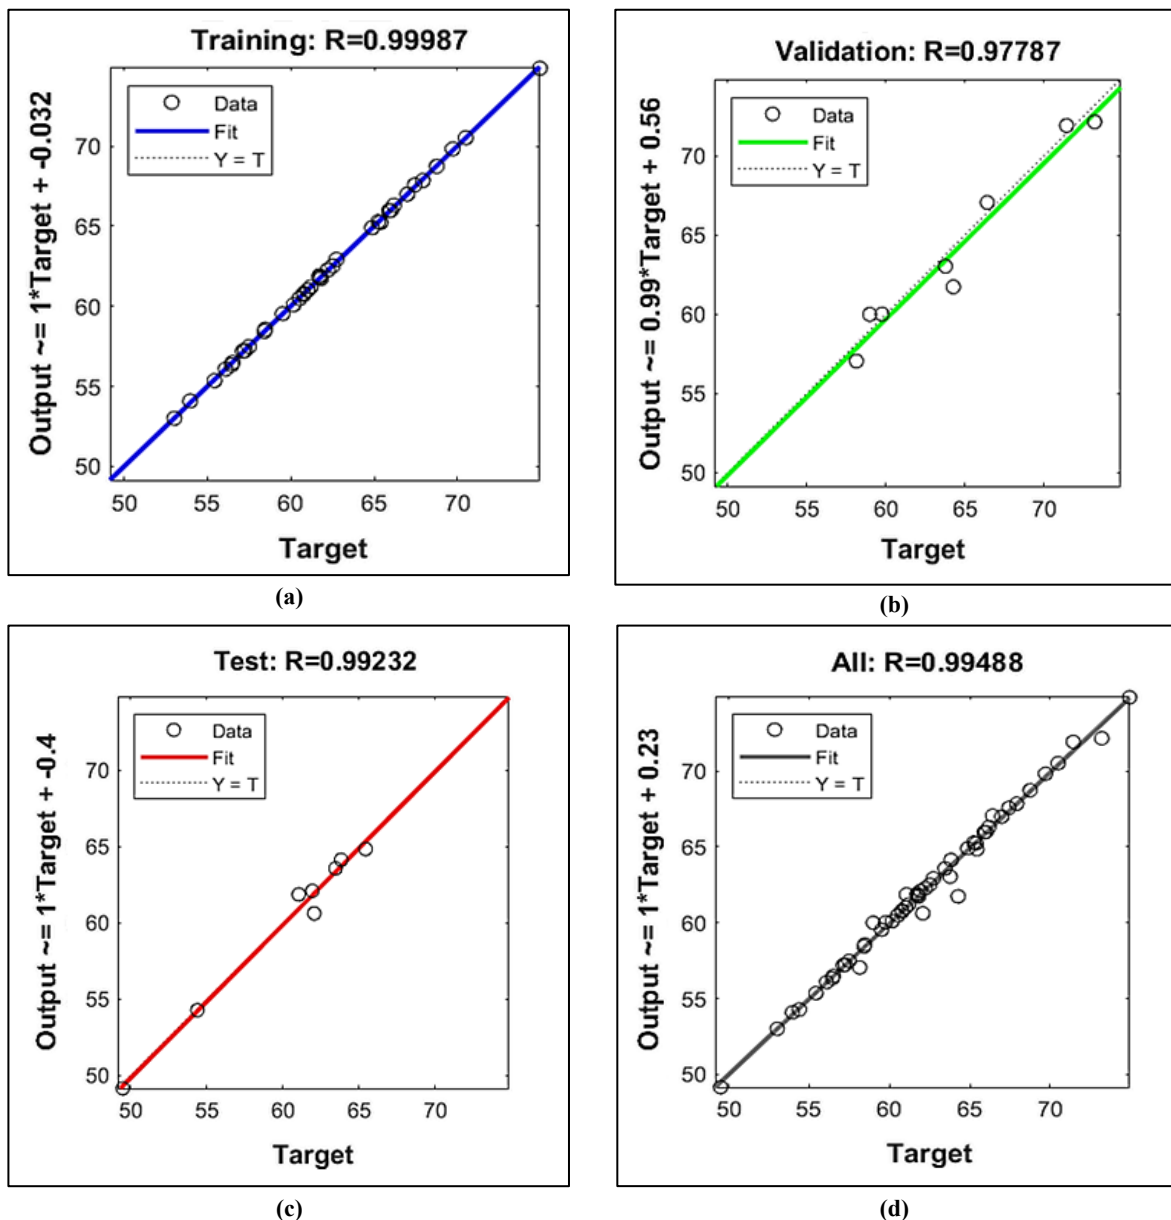 Training: R=0.99987
Output ~= 1*Target + -0.032
Data
Fit
Y = T
70
65
60
55
50
50 55 60 65 70
Target
(a)
Validation: R=0.97787
Output ~= 0.99*Target + 0.56
Data
Fit
Y = T
70
65
60
55
50
50 55 60 65 70
Target
(b)
Test: R=0.99232
Output ~= 1*Target + -0.4
Data
Fit
Y = T
70
65
60
55
50
50 55 60 65 70
Target
(c)
All: R=0.99488
Output ~= 1*Target + 0.23
Data
Fit
Y = T
70
65
60
55
50
50 55 60 65 70
Target
(d)